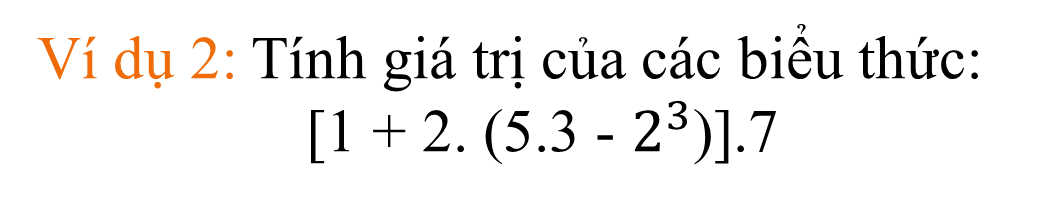 Ví dụ 2: Tính giá trị của các biểu thức:
[1 + 2. (5.3 - 2³)].7